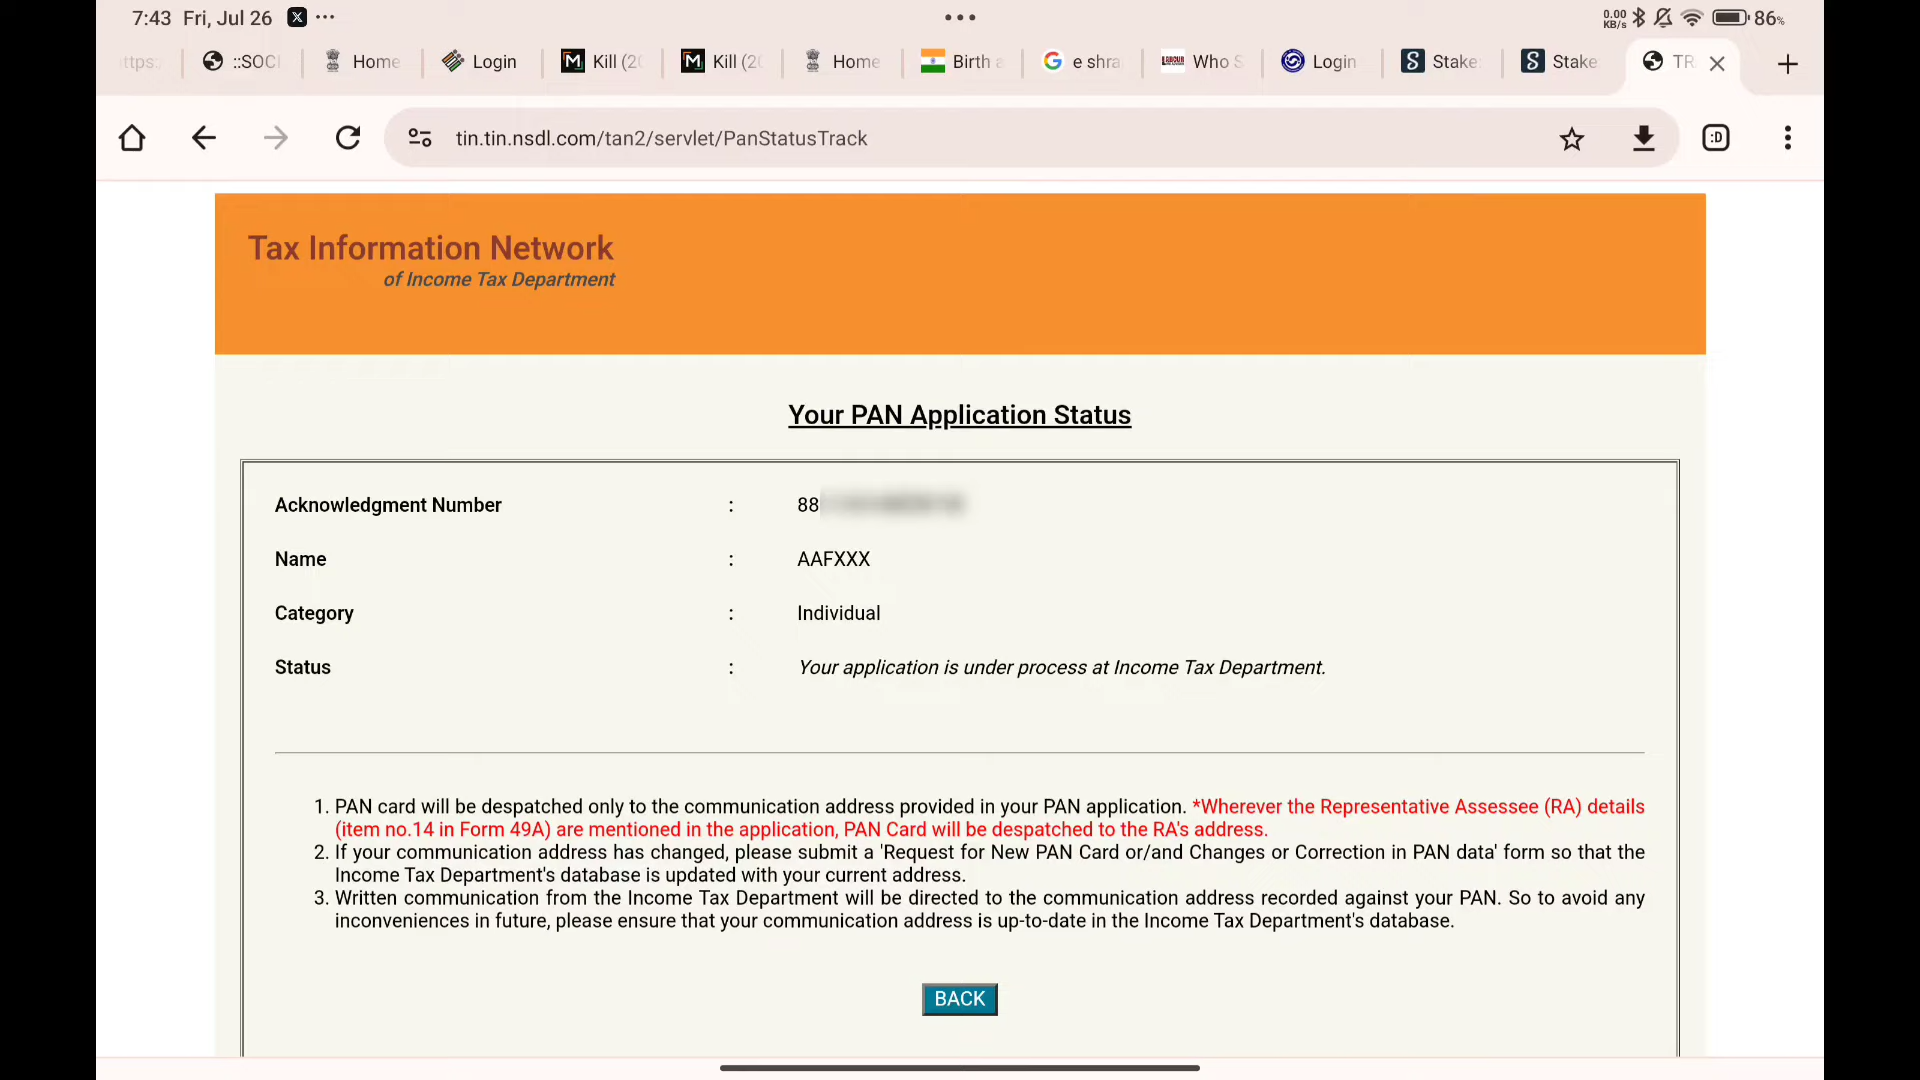 7:43 Fri, Jul 26
0.00
KB/s
86%
ttps:
::SOCI
Home
Login
Kill (20
Kill (20
Home
Birth a
e shra
Who S
Login
Stake
Stake
TR
tin.tin.nsdl.com/tan2/servlet/PanStatusTrack
:D
Tax Information Network
of Income Tax Department
Your PAN Application Status
Acknowledgment Number : 88
Name : AAFXXX
Category : Individual
Status : Your application is under process at Income Tax Department.
1. PAN card will be despatched only to the communication address provided in your PAN application. *Wherever the Representative Assessee (RA) details
(item no.14 in Form 49A) are mentioned in the application, PAN Card will be despatched to the RA's address.
2. If your communication address has changed, please submit a 'Request for New PAN Card or/and Changes or Correction in PAN data' form so that the
Income Tax Department's database is updated with your current address.
3. Written communication from the Income Tax Department will be directed to the communication address recorded against your PAN. So to avoid any
inconveniences in future, please ensure that your communication address is up-to-date in the Income Tax Department's database.
BACK